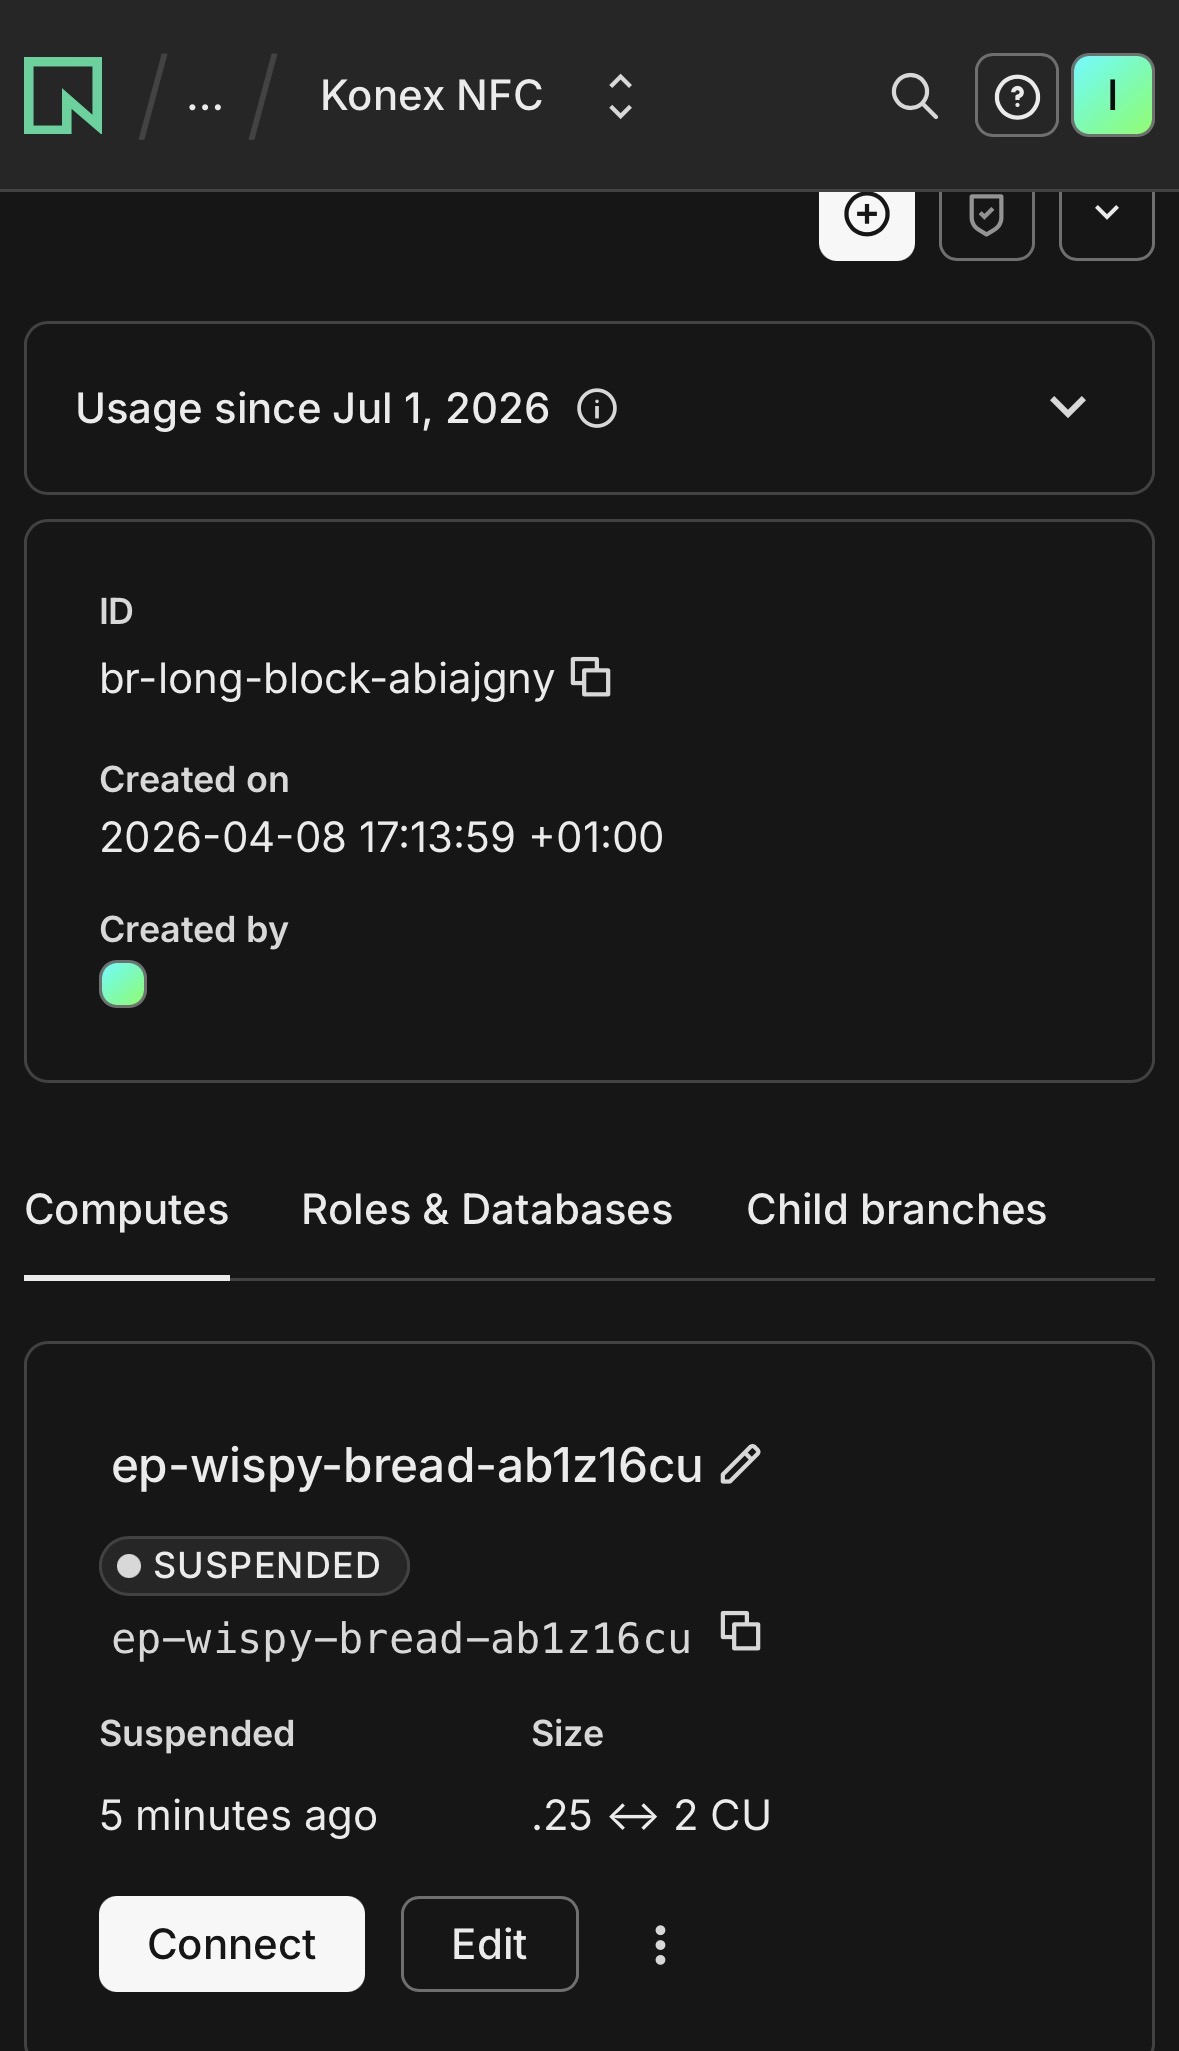 / ... / Konex NFC
I
Usage since Jul 1, 2026
ID
br-long-block-abiajgny
Created on
2026-04-08 17:13:59 +01:00
Created by
Computes Roles & Databases Child branches
ep-wispy-bread-ab1z16cu
SUSPENDED
ep-wispy-bread-ab1z16cu
Suspended Size
5 minutes ago .25 ↔ 2 CU
Connect Edit